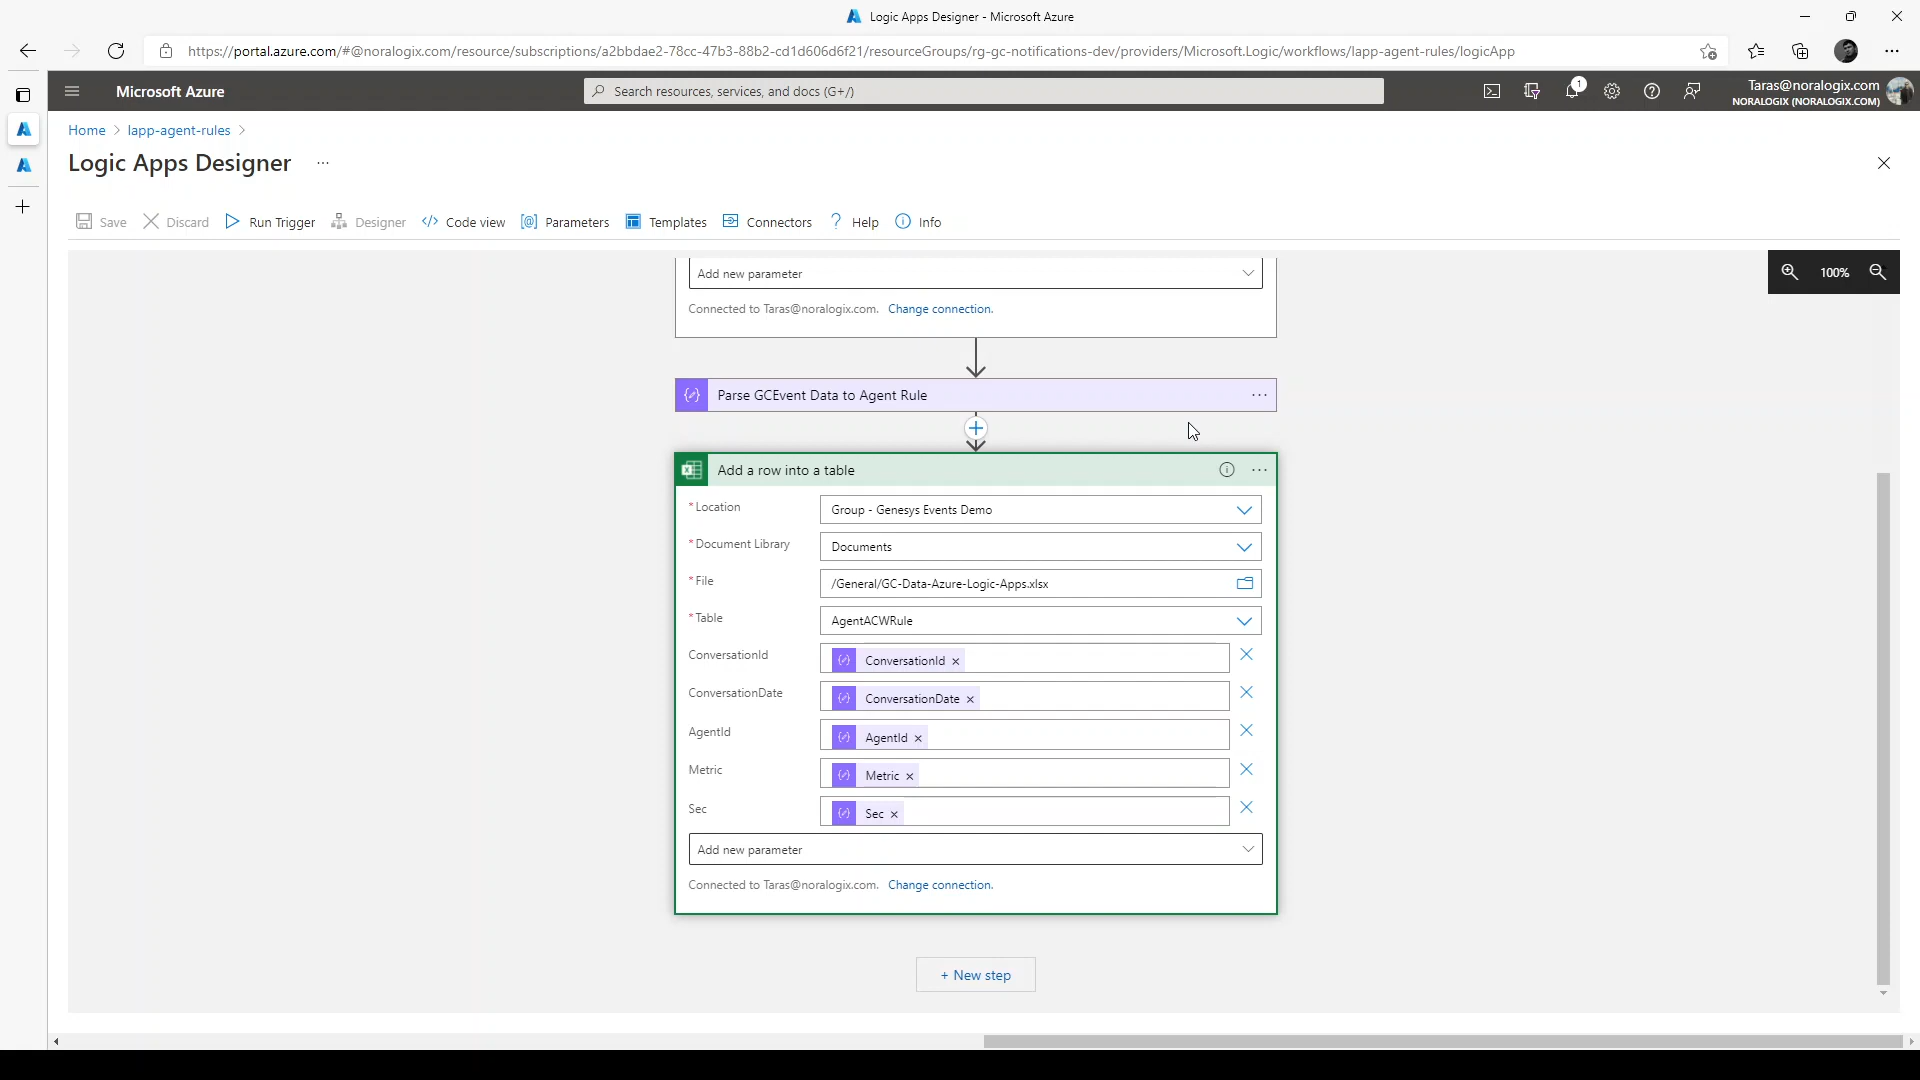 Logic Apps Designer - Microsoft Azure
https://portal.azure.com/#@noralogix.com/resource/subscriptions/a2bbdae2-78cc-47b3-88b2-cd1d606d6f21/resourceGroups/rg-gc-notifications-dev/providers/Microsoft.Logic/workflows/lapp-agent-rules/logicApp
Microsoft Azure
Search resources, services, and docs (G+/)
1
Taras@noralogix.com
NORALOGIX (NORALOGIX.COM)
Home > lapp-agent-rules >
Logic Apps Designer ...
Save Discard Run Trigger Designer Code view Parameters Templates Connectors Help Info
100%
Add new parameter
Connected to Taras@noralogix.com. Change connection.
Parse GCEvent Data to Agent Rule
Add a row into a table
* Location Group - Genesys Events Demo
* Document Library Documents
* File /General/GC-Data-Azure-Logic-Apps.xlsx
* Table AgentACWRule
ConversationId ConversationId ×
ConversationDate ConversationDate ×
AgentId AgentId ×
Metric Metric ×
Sec Sec ×
Add new parameter
Connected to Taras@noralogix.com. Change connection.
+ New step